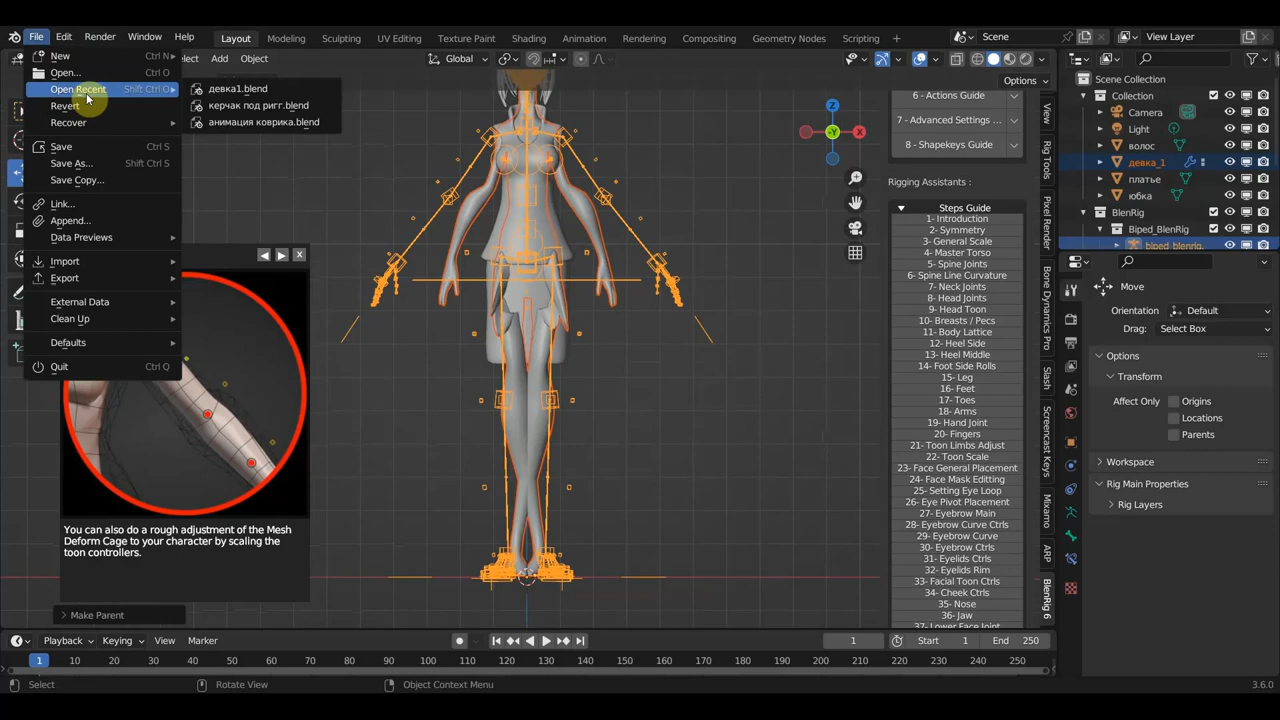 File Edit Render Window Help Layout Modeling Sculpting UV Editing Texture Paint Shading Animation Rendering Compositing Geometry Nodes Scripting + Scene View Layer
New Ctrl N
Open... Ctrl O
Open Recent Shift Ctrl O
Revert
Recover
Save Ctrl S
Save As... Shift Ctrl S
Save Copy...
Link...
Append...
Data Previews
Import
Export
External Data
Clean Up
Defaults
Quit Ctrl Q
девка1.blend
керчак под ригг.blend
анимация коврика.blend
Add Object Global
Options
Z
-Y X
You can also do a rough adjustment of the Mesh
Deform Cage to your character by scaling the
toon controllers.
Make Parent
6 - Actions Guide
7 - Advanced Settings ...
8 - Shapekeys Guide
Rigging Assistants :
Steps Guide
1- Introduction
2- Symmetry
3- General Scale
4- Master Torso
5- Spine Joints
6- Spine Line Curvature
7- Neck Joints
8- Head Joints
9- Head Toon
10- Breasts / Pecs
11- Body Lattice
12- Heel Side
13- Heel Middle
14- Foot Side Rolls
15- Leg
16- Feet
17- Toes
18- Arms
19- Hand Joint
20- Fingers
21- Toon Limbs Adjust
22- Toon Scale
23- Face General Placement
24- Face Mask Editing
25- Setting Eye Loop
26- Eye Pivot Placement
27- Eyebrow Main
28- Eyebrow Curve Ctrls
29- Eyebrow Curve
30- Eyebrow Ctrls
31- Eyelids Ctrls
32- Eyelids Rim
33- Facial Toon Ctrls
34- Cheek Ctrls
35- Nose
36- Jaw
Rig Tools
Pixel Render
Bone Dynamics Pro
Slash
Screencast Keys
Mixamo
ARP
BlenRig 6
Scene Collection
Collection
Camera
Light
волос
девка_1
платье
юбка
BlenRig
Biped_BlenRig
biped_blenrig.
Move
Orientation Default
Drag: Select Box
Options
Transform
Affect Only Origins
Locations
Parents
Workspace
Rig Main Properties
Rig Layers
Playback Keying View Marker 1 Start 1 End 250
1 10 20 30 40 50 60 70 80 90 100 110 120 130 140 150 160 170 180 190 200 210 220 230 240 250
Select Rotate View Object Context Menu 3.6.0